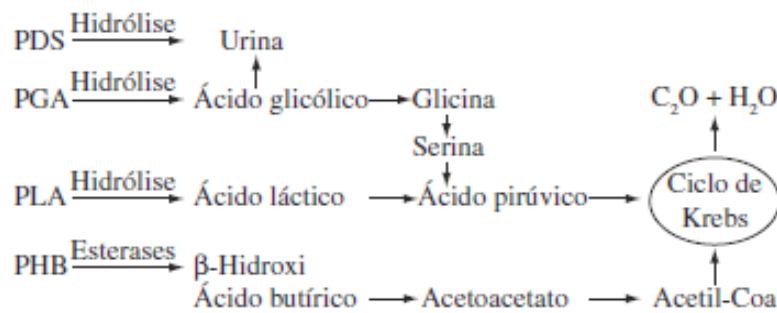 PDS Hidrólise Urina
PGA Hidrólise Ácido glicólico Glicina C₂O + H₂O
Serina
PLA Hidrólise Ácido láctico Ácido pirúvico Ciclo de Krebs
PHB Esterases β-Hidroxi
Ácido butírico Acetoacetato Acetil-Coa